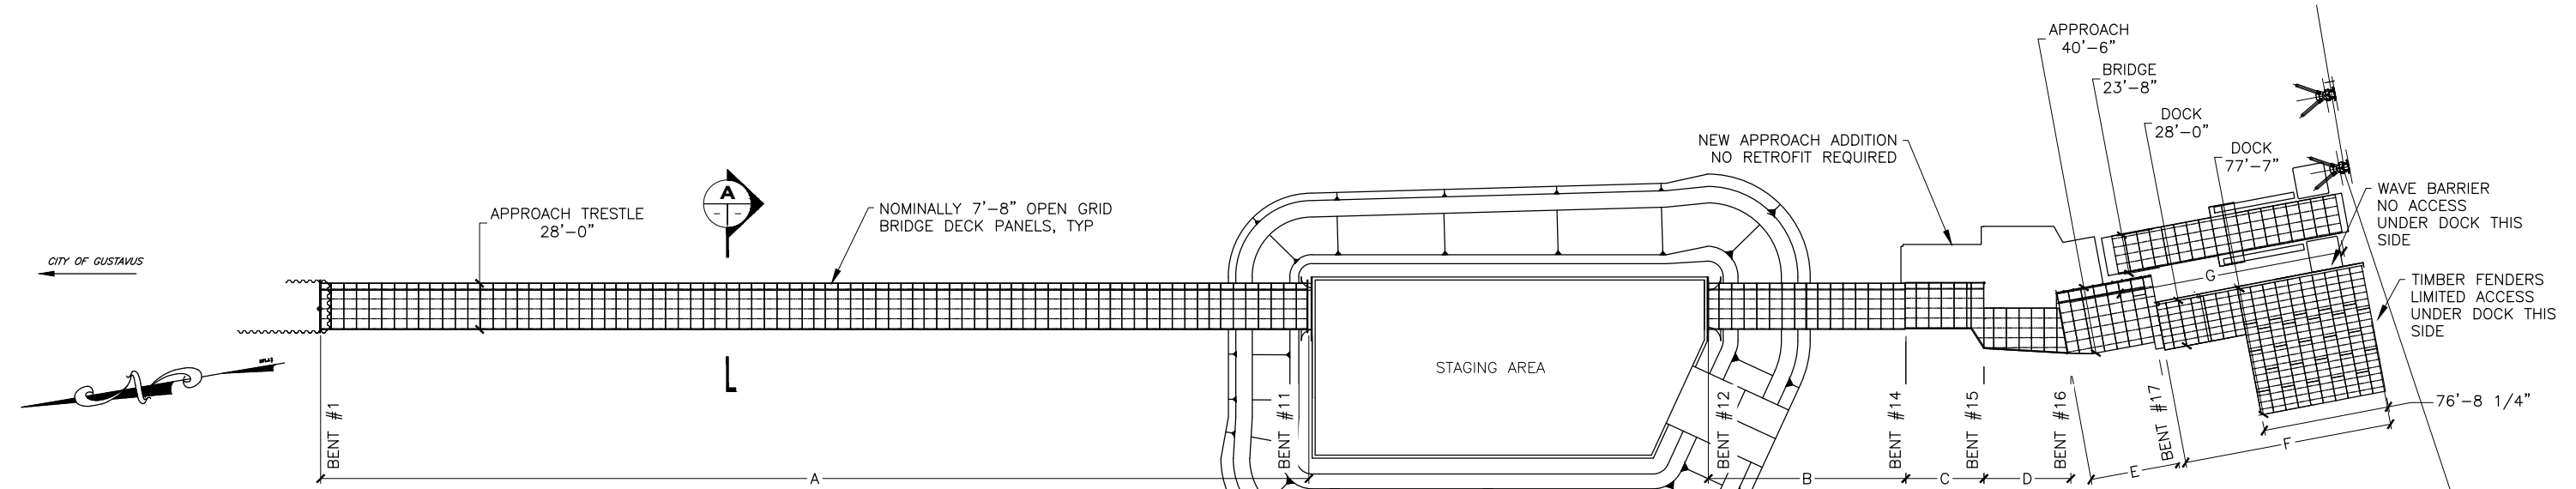 APPROACH
40'-6"
BRIDGE
23'-8"
DOCK
28'-0"
DOCK
77'-7"
NEW APPROACH ADDITION
NO RETROFIT REQUIRED
WAVE BARRIER
NO ACCESS
UNDER DOCK THIS
SIDE
A
APPROACH TRESTLE
28'-0"
NOMINALLY 7'-8" OPEN GRID
BRIDGE DECK PANELS, TYP
CITY OF GUSTAVUS
G
TIMBER FENDERS
LIMITED ACCESS
UNDER DOCK THIS
SIDE
STAGING AREA
76'-8 1/4"
BENT #1
BENT #11
BENT #12
BENT #14
BENT #15
BENT #16
BENT #17
A
B
C
D
E
F